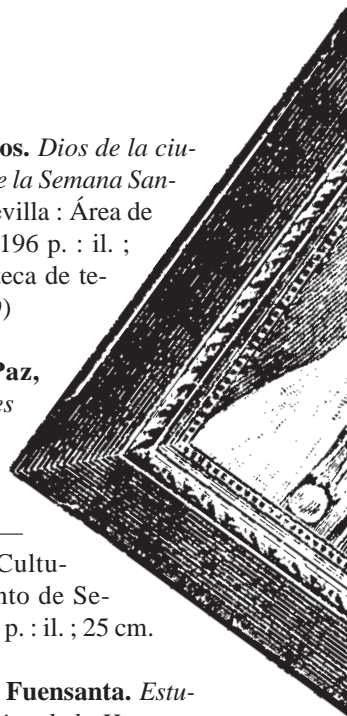 os. Dios de la ciu-
e la Semana San-
evilla : Área de
196 p. : il. ;
teca de te-
)
Paz,
es
Cultu-
nto de Se-
p. : il. ; 25 cm.
Fuensanta. Estu-